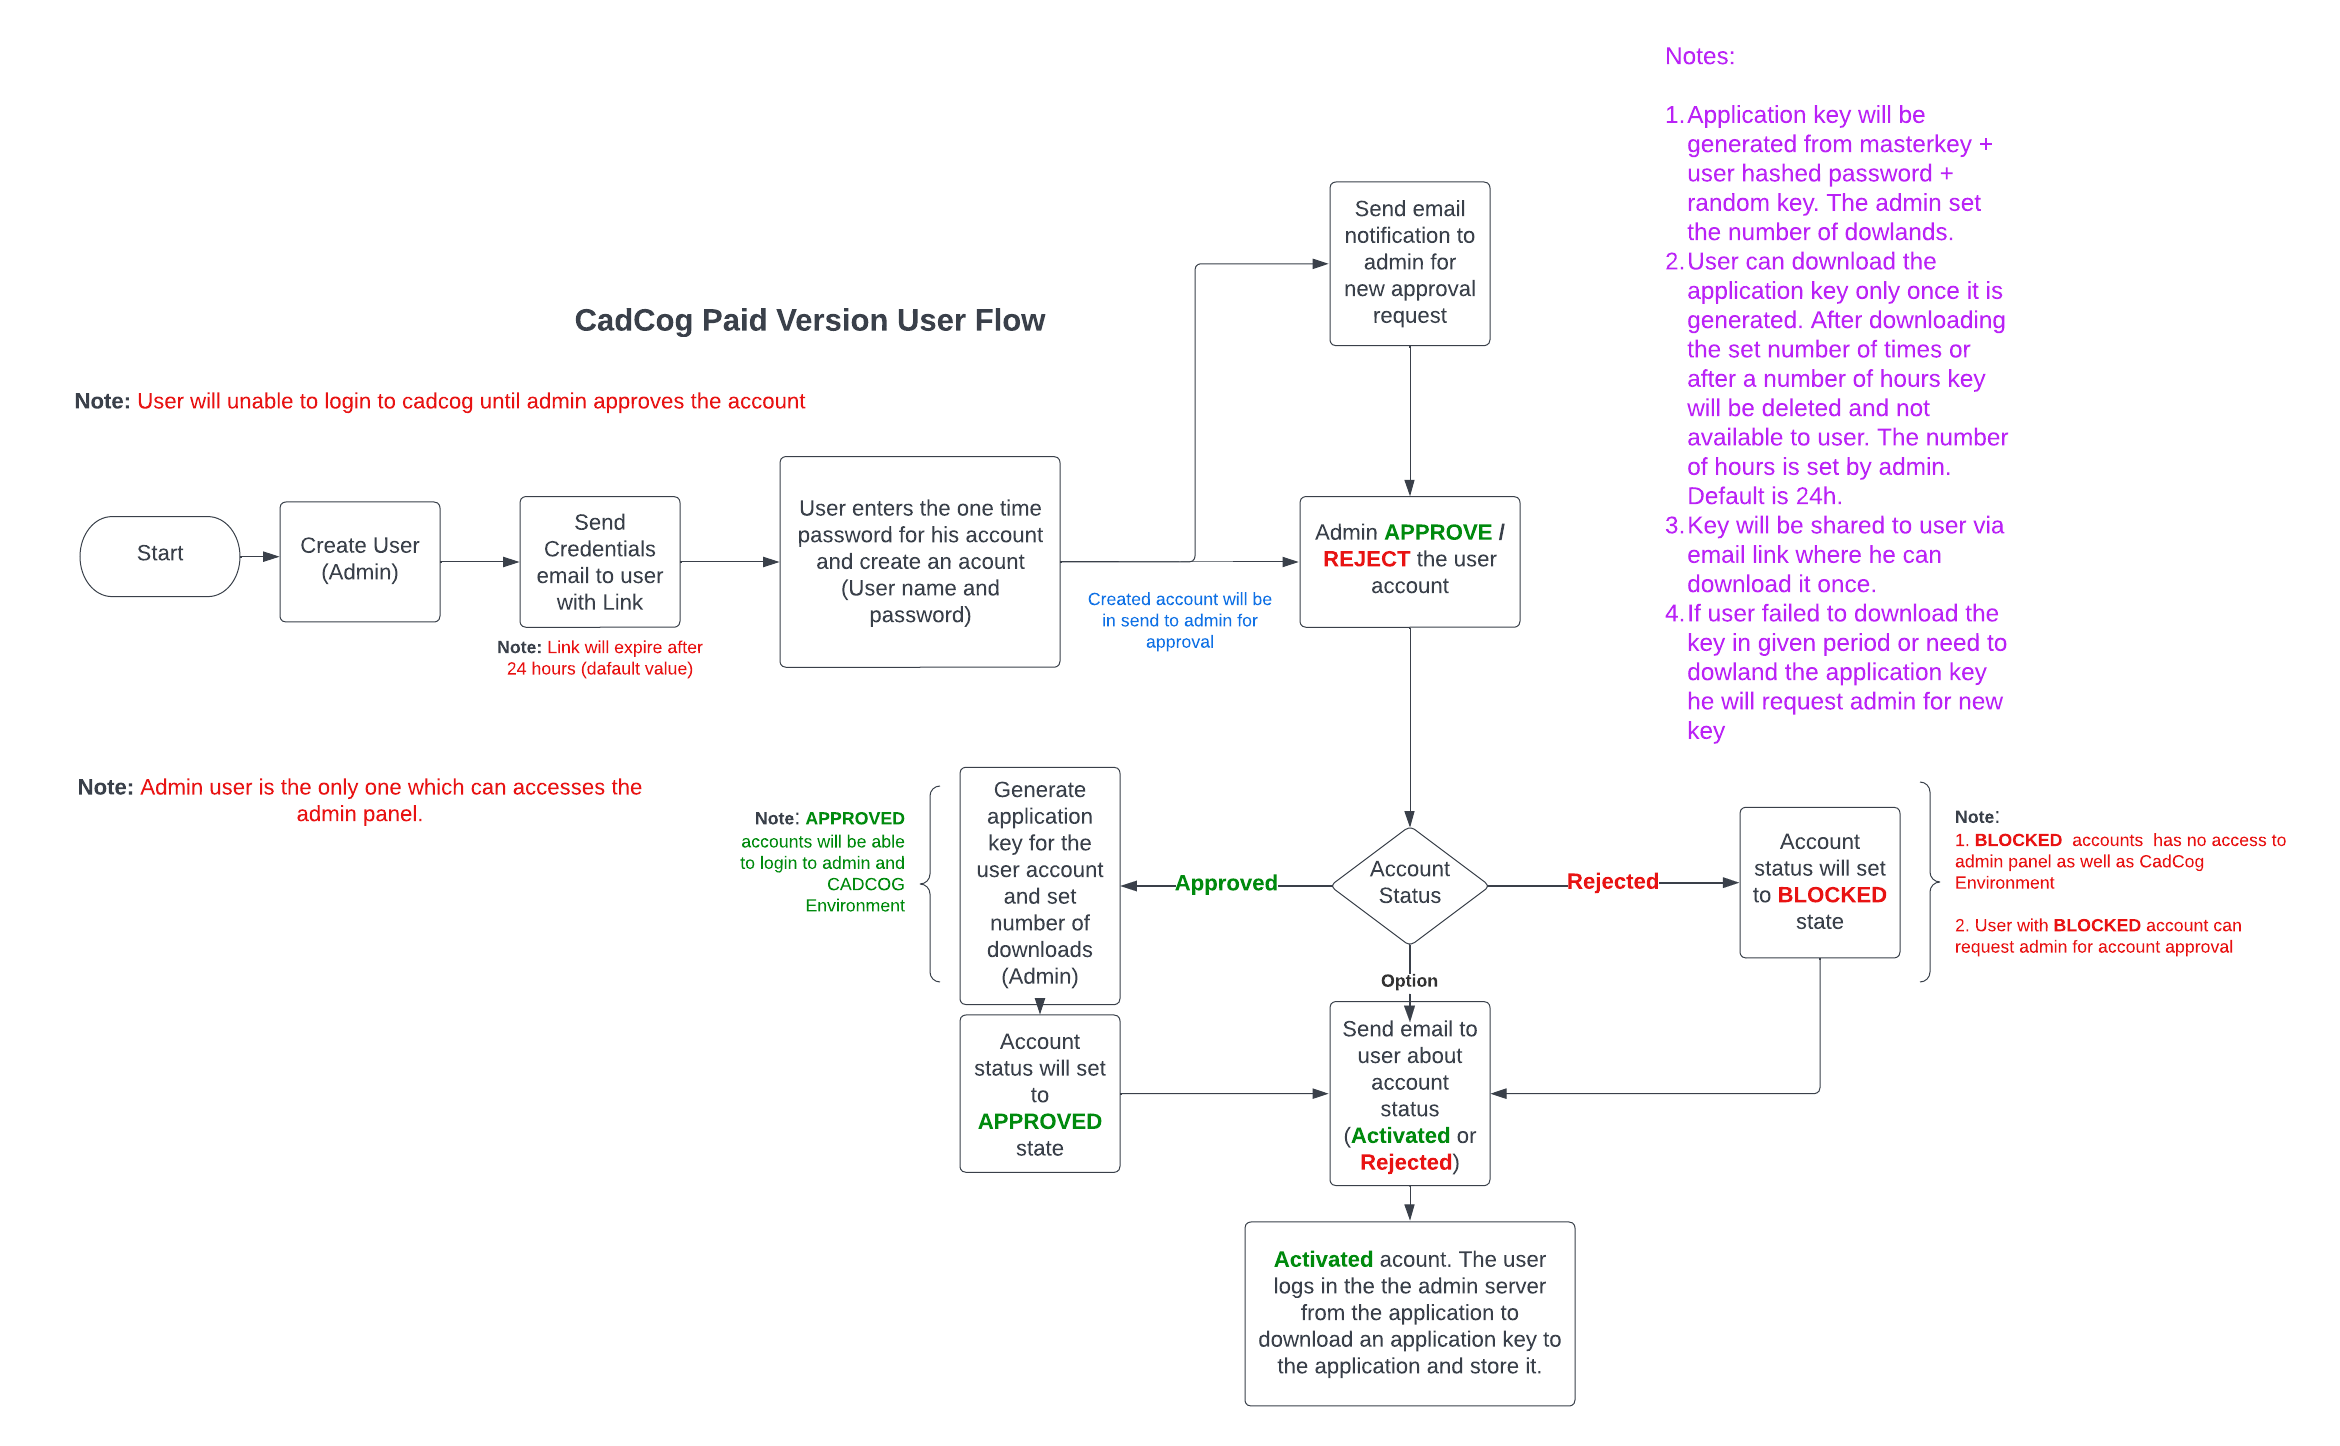 Notes:
1. Application key will be
generated from masterkey +
user hashed password +
random key. The admin set
the number of dowlands.
2. User can download the
application key only once it is
generated. After downloading
the set number of times or
after a number of hours key
will be deleted and not
available to user. The number
of hours is set by admin.
Default is 24h.
3. Key will be shared to user via
email link where he can
download it once.
4. If user failed to download the
key in given period or need to
dowland the application key
he will request admin for new
key
CadCog Paid Version User Flow
Note: User will unable to login to cadcog until admin approves the account
Start
Create User
(Admin)
Send
Credentials
email to user
with Link
Note: Link will expire after
24 hours (dafault value)
User enters the one time
password for his account
and create an acount
(User name and
password)
Created account will be
in send to admin for
approval
Send email
notification to
admin for
new approval
request
Admin APPROVE /
REJECT the user
account
Note: Admin user is the only one which can accesses the
admin panel.
Note: APPROVED
accounts will be able
to login to admin and
CADCOG
Environment
Generate
application
key for the
user account
and set
number of
downloads
(Admin)
Approved
Account
Status
Rejected
Account
status will set
to BLOCKED
state
Note:
1. BLOCKED accounts has no access to
admin panel as well as CadCog
Environment
2. User with BLOCKED account can
request admin for account approval
Option
Account
status will set
to
APPROVED
state
Send email to
user about
account
status
(Activated or
Rejected)
Activated acount. The user
logs in the the admin server
from the application to
download an application key to
the application and store it.